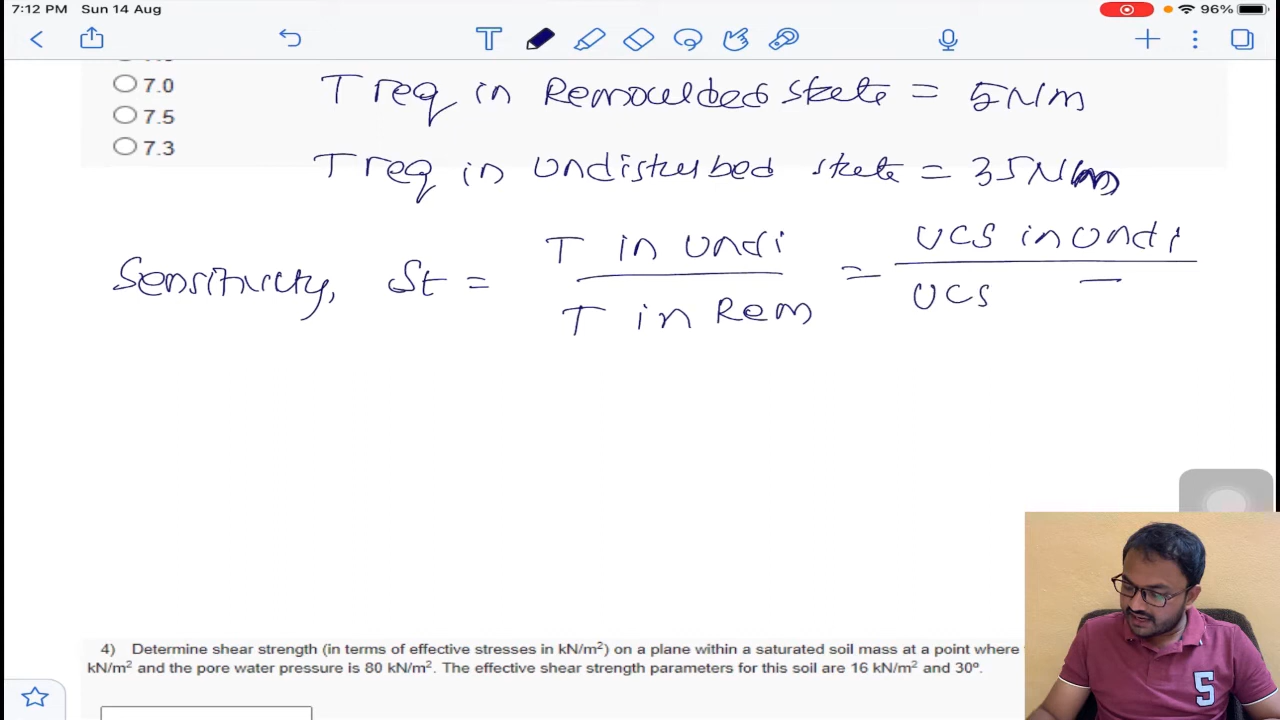 7:12 PM Sun 14 Aug 96%
T
7.0
7.5
7.3
T req in Remoulded state = 5Nm
T req in Undisturbed state = 35Nm
Sensitivity, St = T in Undi / T in Rem = UCS in Undi / UCS —
4) Determine shear strength (in terms of effective stresses in kN/m²) on a plane within a saturated soil mass at a point where
kN/m² and the pore water pressure is 80 kN/m². The effective shear strength parameters for this soil are 16 kN/m² and 30º.
5